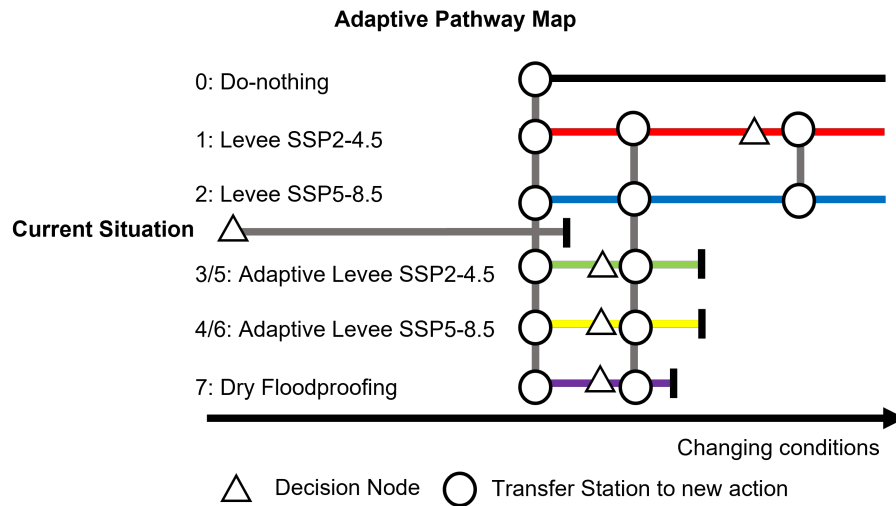 Adaptive Pathway Map
0: Do-nothing
1: Levee SSP2-4.5
2: Levee SSP5-8.5
Current Situation
3/5: Adaptive Levee SSP2-4.5
4/6: Adaptive Levee SSP5-8.5
7: Dry Floodproofing
Changing conditions
Decision Node
Transfer Station to new action